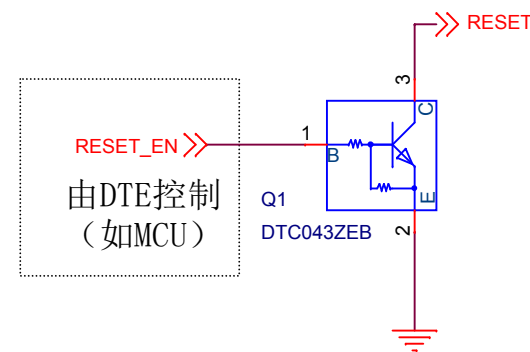 RESET
3
C
RESET_EN
1
B
由DTE控制
（如MCU）
Q1
E
DTC043ZEB
2